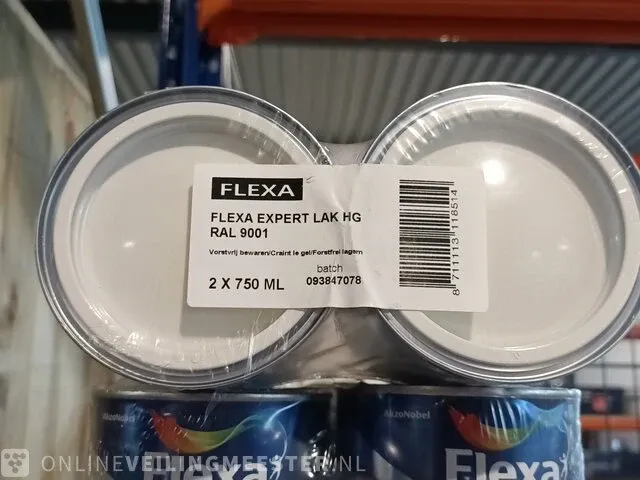 FLEXA
FLEXA EXPERT LAK HG
RAL 9001
Vorstvrij bewaren/Craint le gel/Forstfrei lagern
batch
2 X 750 ML
093847078
8 711113 118514
AkzoNobel
AkzoNobel
Flexa
Flexa
ONLINEVEILINGMEESTER.NL